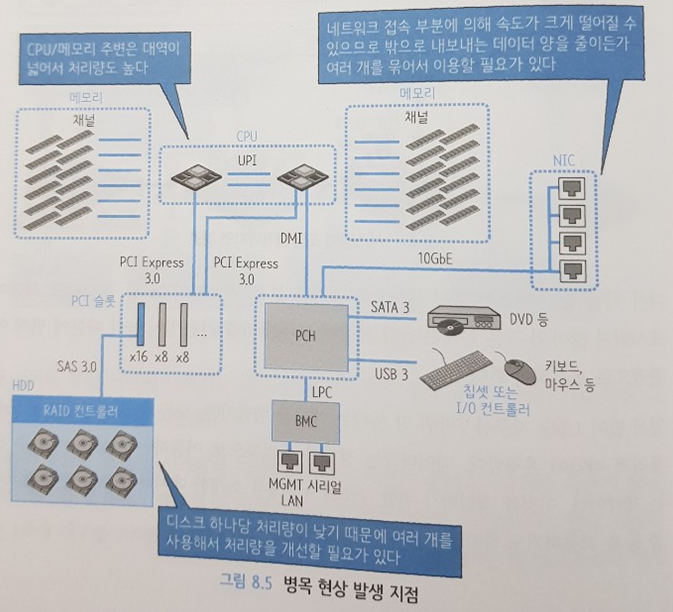 CPU/메모리 주변은 대역이
넓어서 처리량도 높다
네트워크 접속 부분에 의해 속도가 크게 떨어질 수
있으므로 밖으로 내보내는 데이터 양을 줄이든가
여러 개를 묶어서 이용할 필요가 있다
메모리
채널
CPU
UPI
메모리
채널
NIC
DMI
PCI Express
3.0
PCI Express
3.0
10GbE
PCI 슬롯
x16 x8 x8 ...
PCH
SATA 3
DVD 등
USB 3
키보드,
마우스 등
칩셋 또는
I/O 컨트롤러
SAS 3.0
HDD
RAID 컨트롤러
LPC
BMC
MGMT
LAN
시리얼
디스크 하나당 처리량이 낮기 때문에 여러 개를
사용해서 처리량을 개선할 필요가 있다
그림 8.5 병목 현상 발생 지점